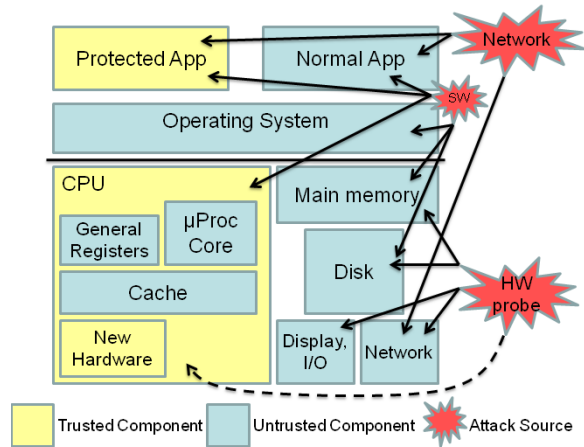 Protected App
Normal App
Network
SW
Operating System
CPU
Main memory
General
Registers
µProc
Core
Cache
Disk
HW
probe
New
Hardware
Display,
I/O
Network
Trusted Component
Untrusted Component
Attack Source